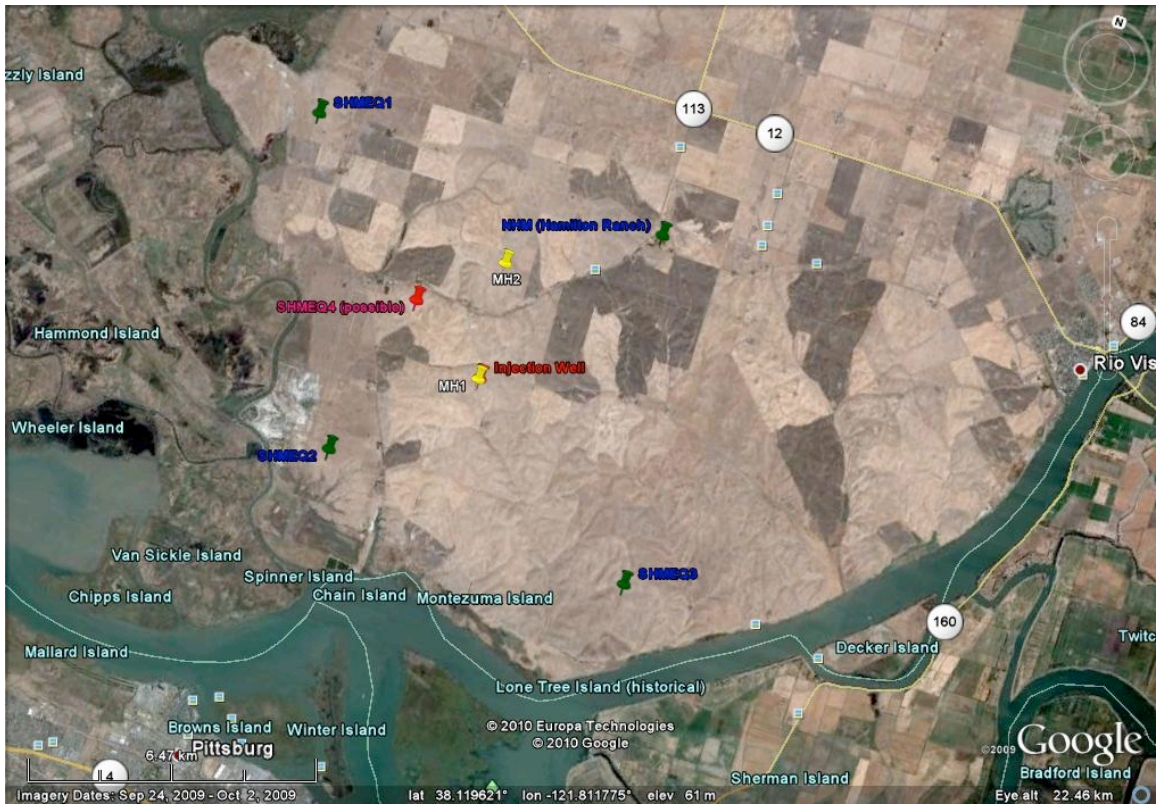 N
zzly Island
SHMEQ1
113
12
NHM (Hamilton Ranch)
MH2
SHMEQ4 (possible)
Hammond Island
84
Injection Well
MH1
Rio Vis
Wheeler Island
SHMEQ2
Van Sickle Island
Spinner Island
SHMEQ3
Chipps Island
Chain Island
Montezuma Island
160
Twitc
Mallard Island
Decker Island
Lone Tree Island (historical)
Browns Island
Winter Island
© 2010 Europa Technologies
© 2010 Google
6.47 km
Pittsburg
©2009 Google
4
Sherman Island
Bradford Island
Imagery Dates: Sep 24, 2009 - Oct 2, 2009
lat 38.119621° lon -121.811775° elev 61 m
Eye alt 22.46 km